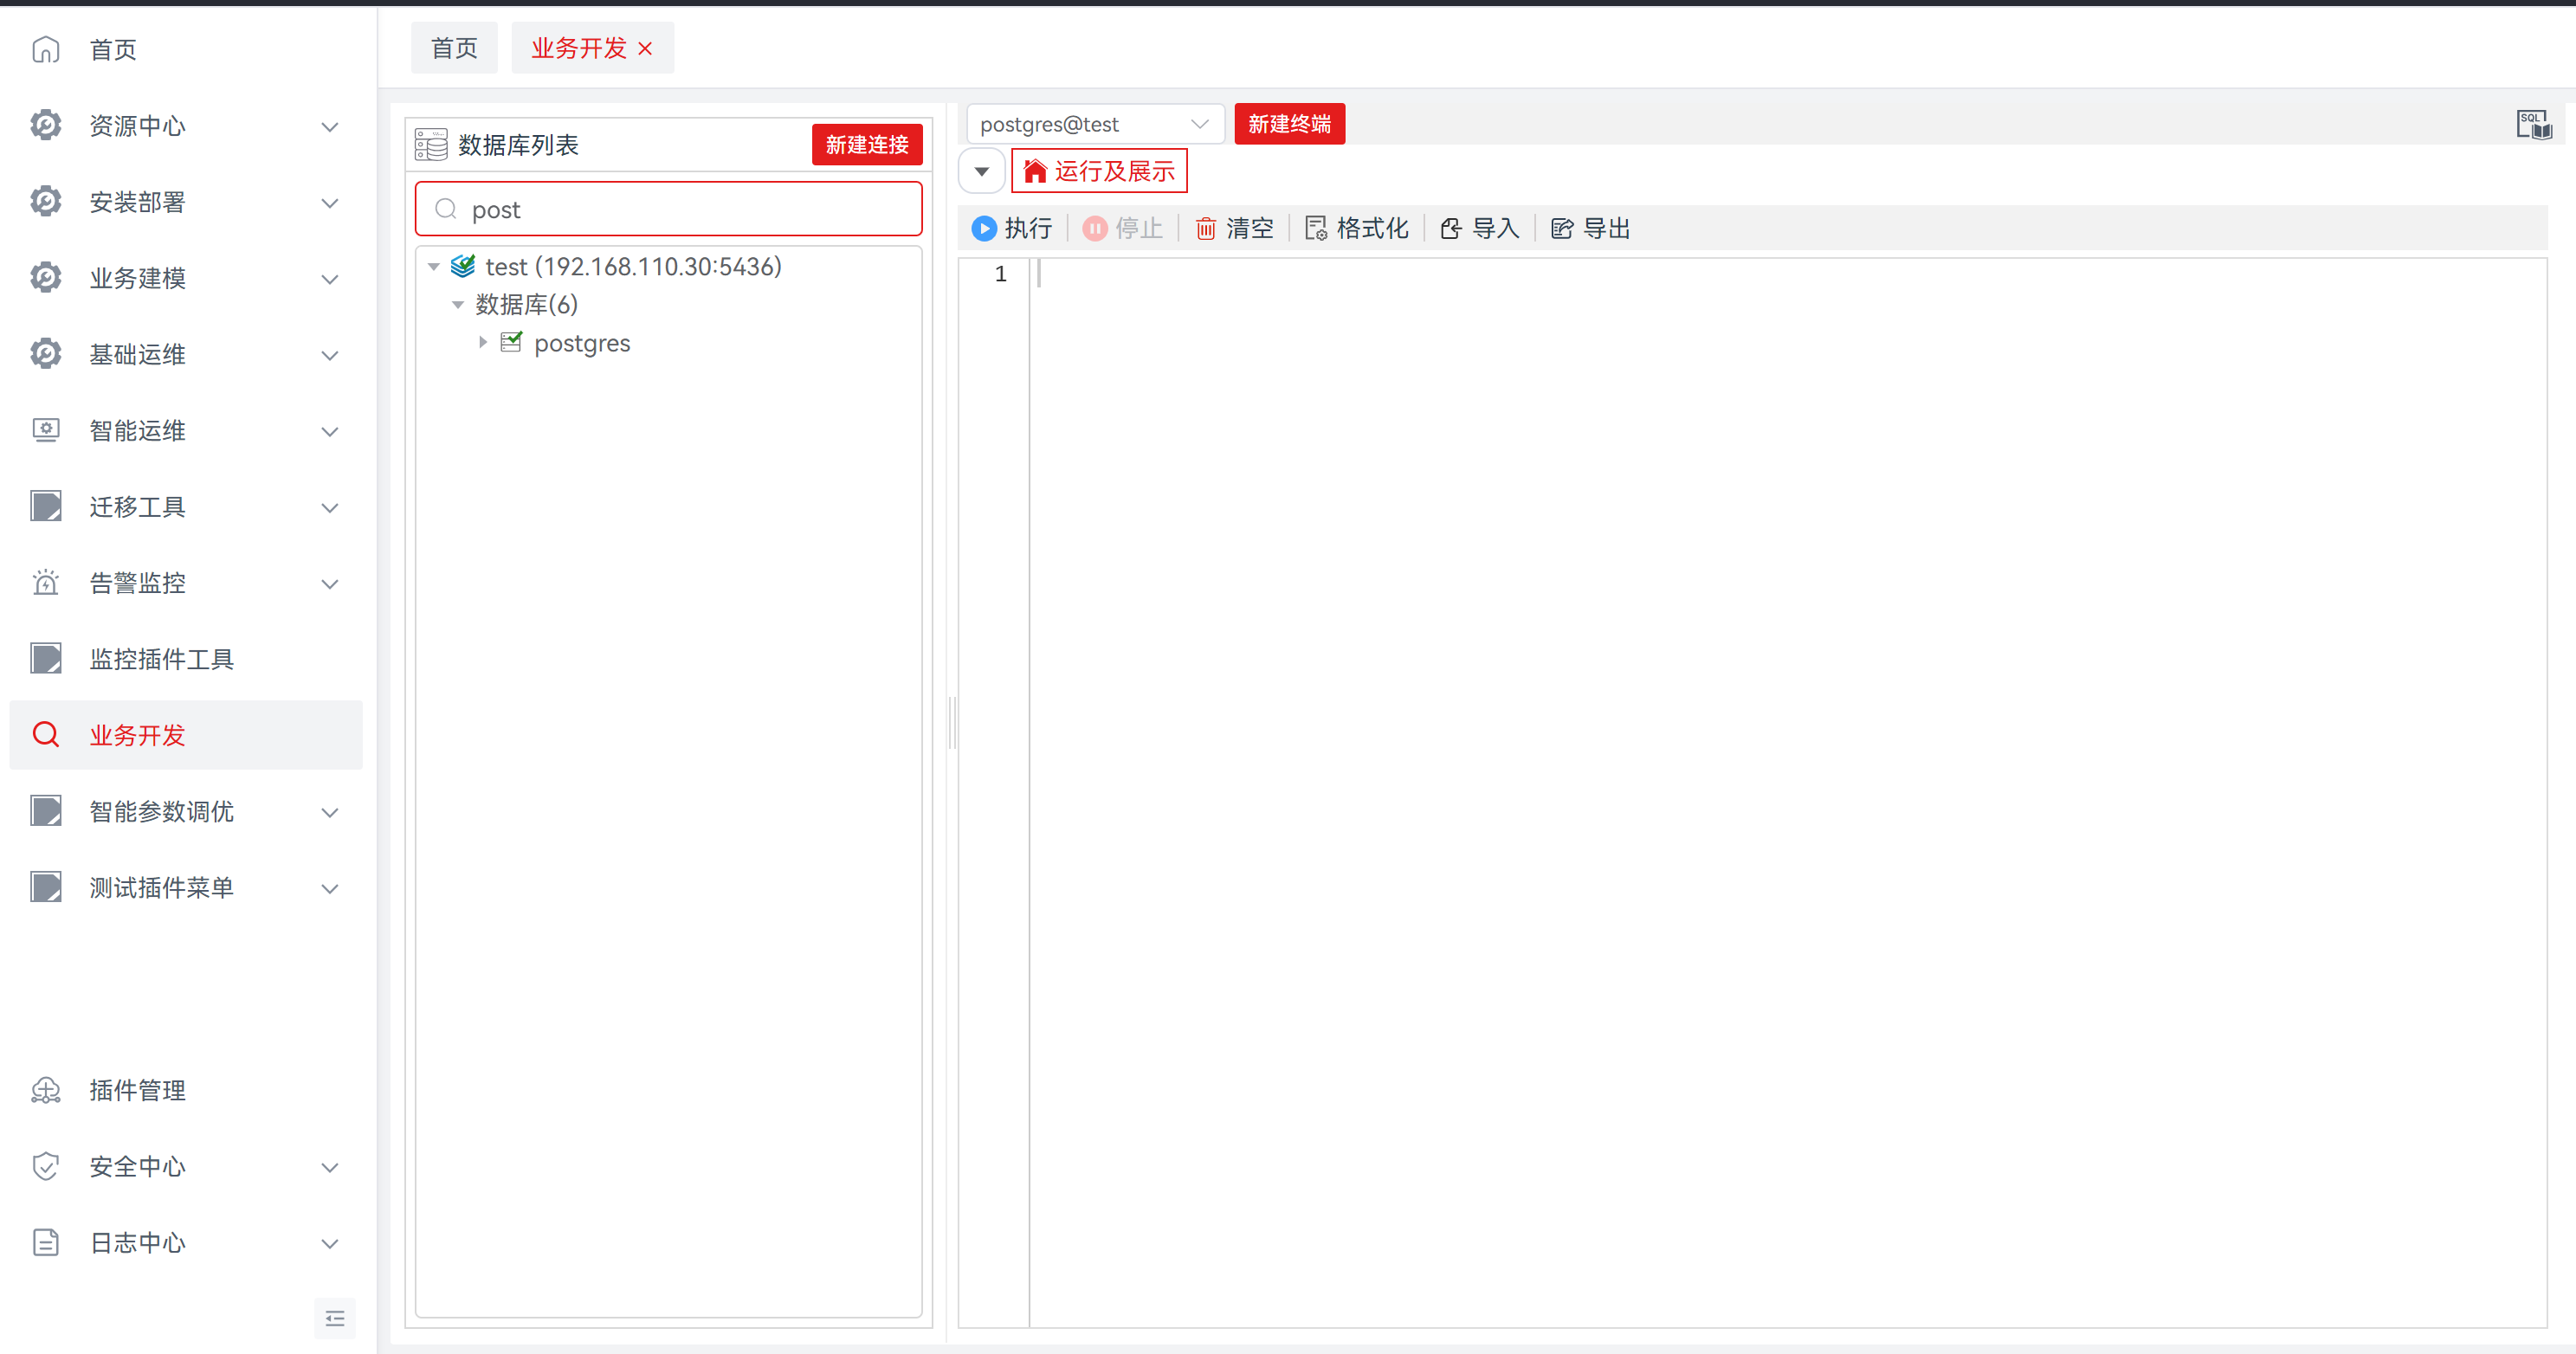 首页
资源中心
安装部署
业务建模
基础运维
智能运维
迁移工具
告警监控
监控插件工具
业务开发
智能参数调优
测试插件菜单
插件管理
安全中心
日志中心
首页 业务开发
数据库列表 新建连接
post
test (192.168.110.30:5436)
数据库(6)
postgres
postgres@test 新建终端 SQL
运行及展示
执行 停止 清空 格式化 导入 导出
1